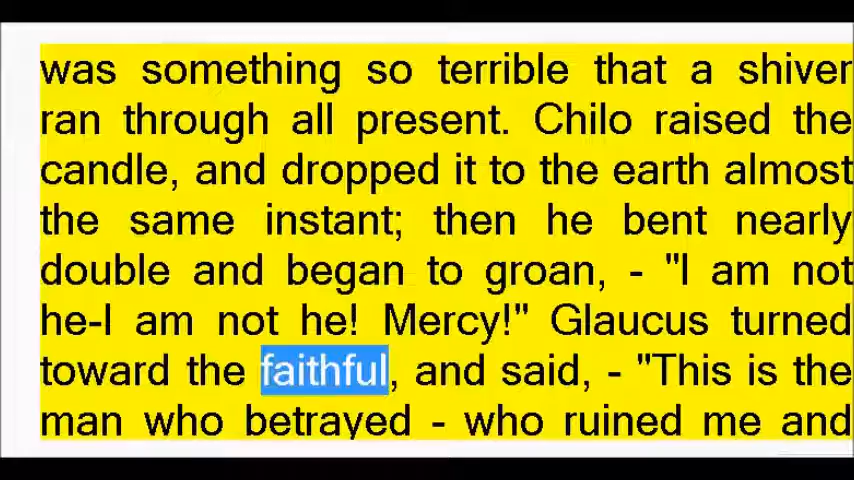 was something so terrible that a shiver
ran through all present. Chilo raised the
candle, and dropped it to the earth almost
the same instant; then he bent nearly
double and began to groan, - "I am not
he-I am not he! Mercy!" Glaucus turned
toward the faithful, and said, - "This is the
man who betrayed - who ruined me and